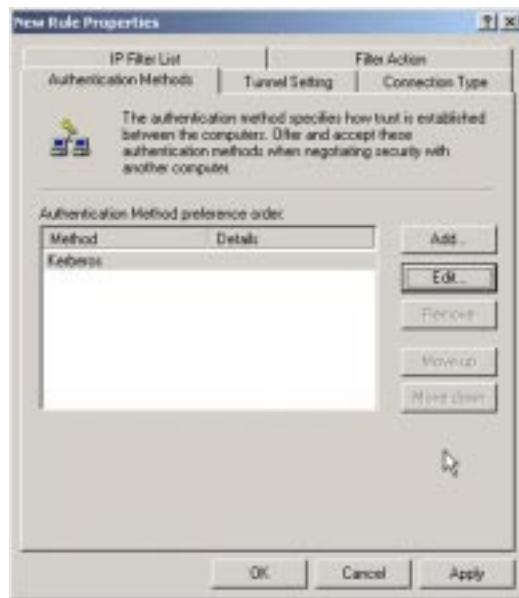 New Rule Properties
IP Filter List
Filter Action
Authentication Methods
Tunnel Setting
Connection Type
The authentication method specifies how trust is established
between the computers. Offer and accept these
authentication methods when negotiating security with
another computer.
Authentication Method preference order:
Method
Details
Kerberos
Add...
Edit...
Remove
Move up
Move down
OK
Cancel
Apply